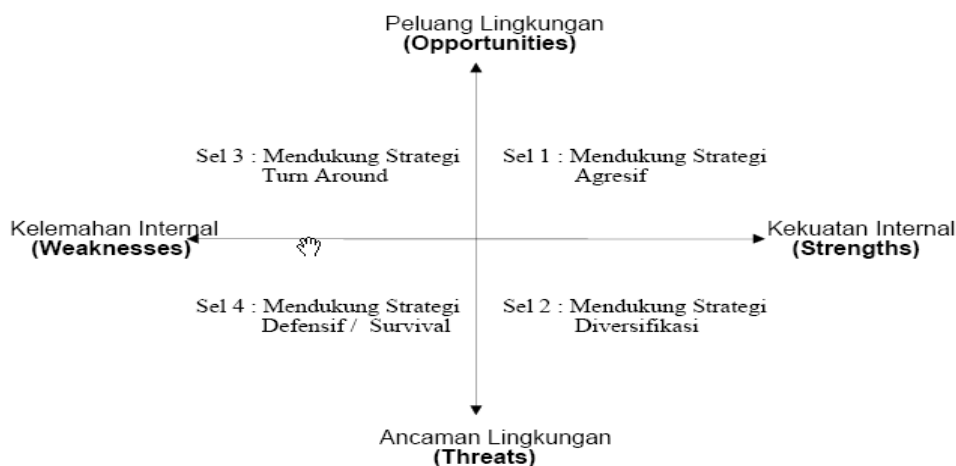 Peluang Lingkungan
(Opportunities)
Sel 3 : Mendukung Strategi
Turn Around
Sel 1 : Mendukung Strategi
Agresif
Kelemahan Internal
(Weaknesses)
Kekuatan Internal
(Strengths)
Sel 4 : Mendukung Strategi
Defensif / Survival
Sel 2 : Mendukung Strategi
Diversifikasi
Ancaman Lingkungan
(Threats)